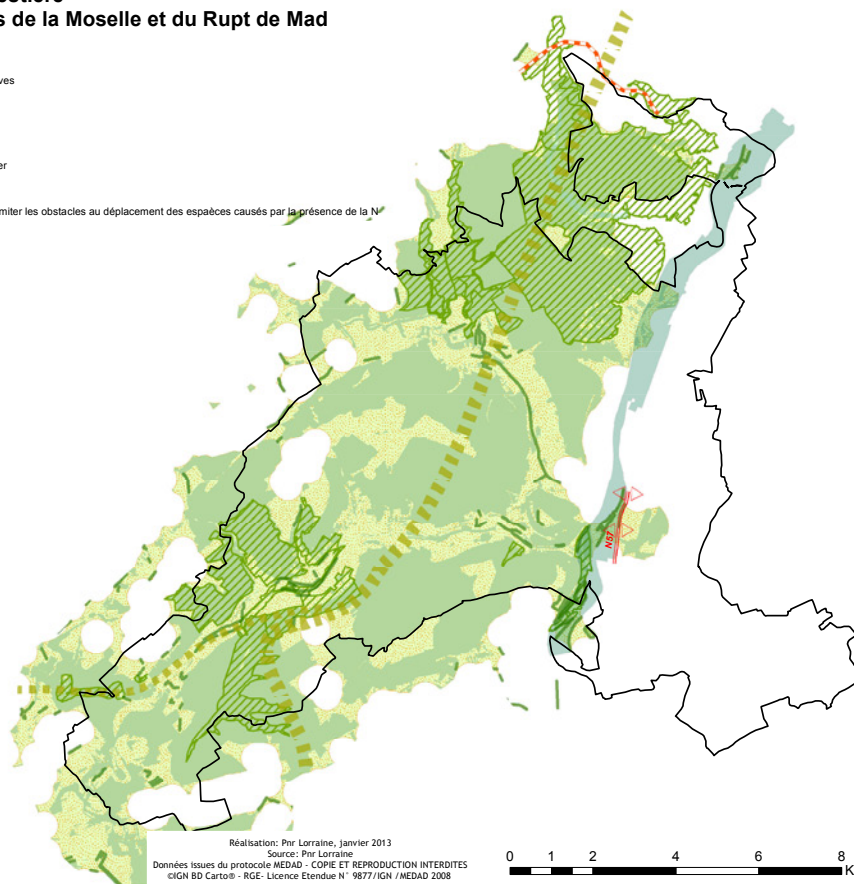 s de la Moselle et du Rupt de Mad
ves
er
miter les obstacles au déplacement des espaèces causés par la présence de la N
N57
Réalisation: Pnr Lorraine, janvier 2013
Source: Pnr Lorraine
Données issues du protocole MEDAD - COPIE ET REPRODUCTION INTERDITES
©IGN BD Carto® - RGE- Licence Etendue N° 9877/IGN /MEDAD 2008
0 1 2 4 6 8
K